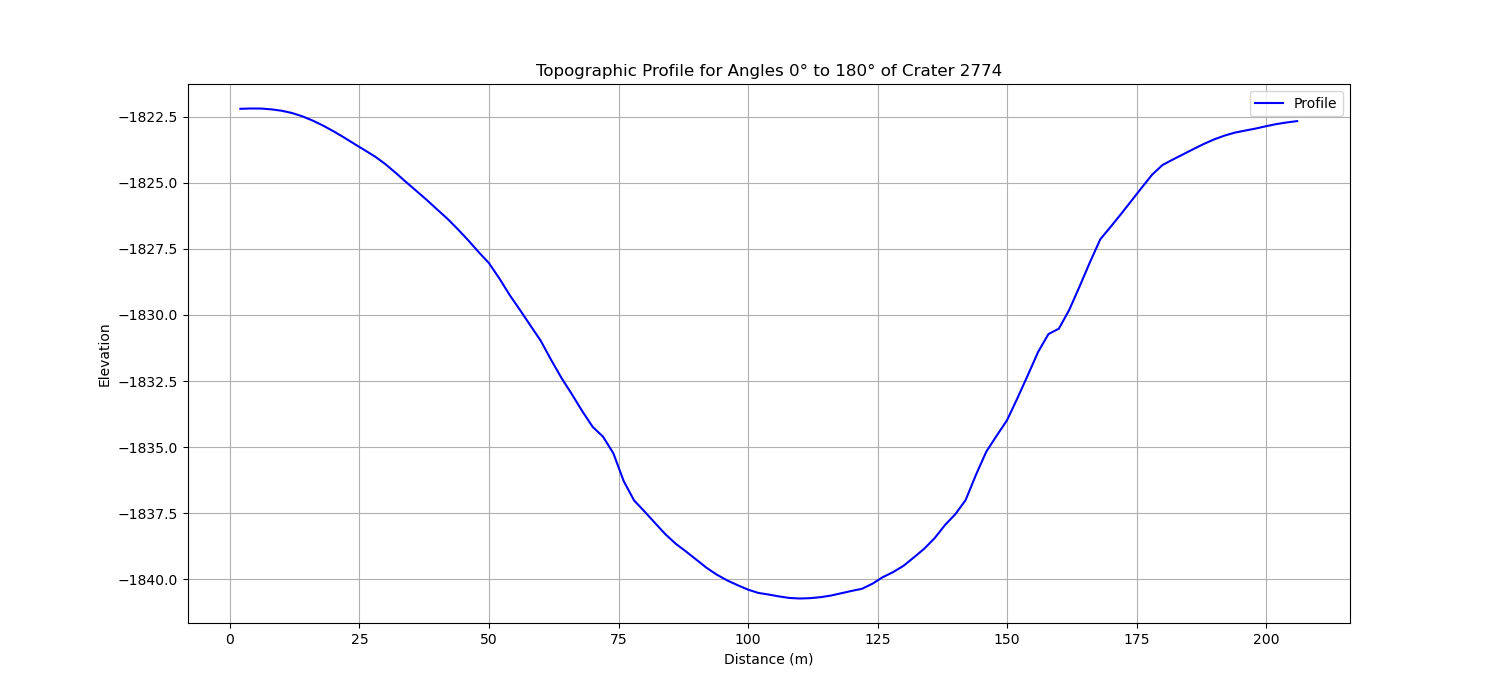 Topographic Profile for Angles 0° to 180° of Crater 2774
Profile
Elevation
−1822.5
−1825.0
−1827.5
−1830.0
−1832.5
−1835.0
−1837.5
−1840.0
0 25 50 75 100 125 150 175 200
Distance (m)